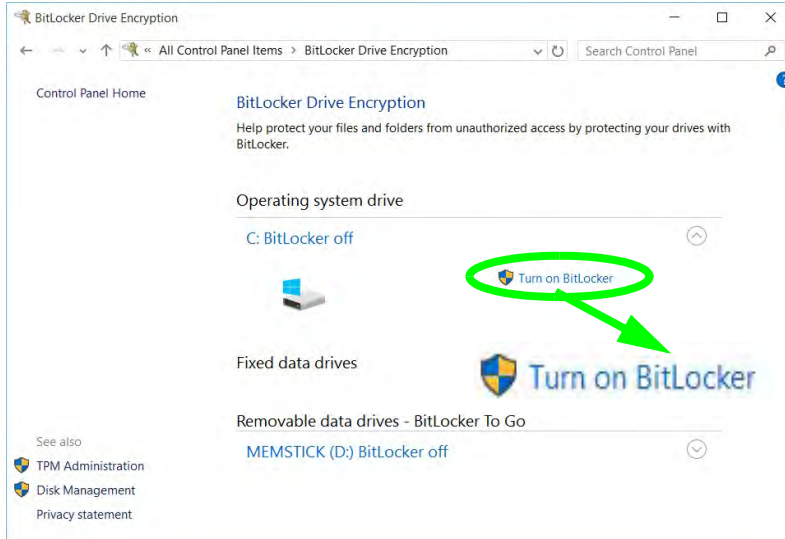 BitLocker Drive Encryption
« All Control Panel Items > BitLocker Drive Encryption
Search Control Panel
Control Panel Home
BitLocker Drive Encryption
Help protect your files and folders from unauthorized access by protecting your drives with
BitLocker.
Operating system drive
C: BitLocker off
Turn on BitLocker
Turn on BitLocker
Fixed data drives
Removable data drives - BitLocker To Go
MEMSTICK (D:) BitLocker off
See also
TPM Administration
Disk Management
Privacy statement